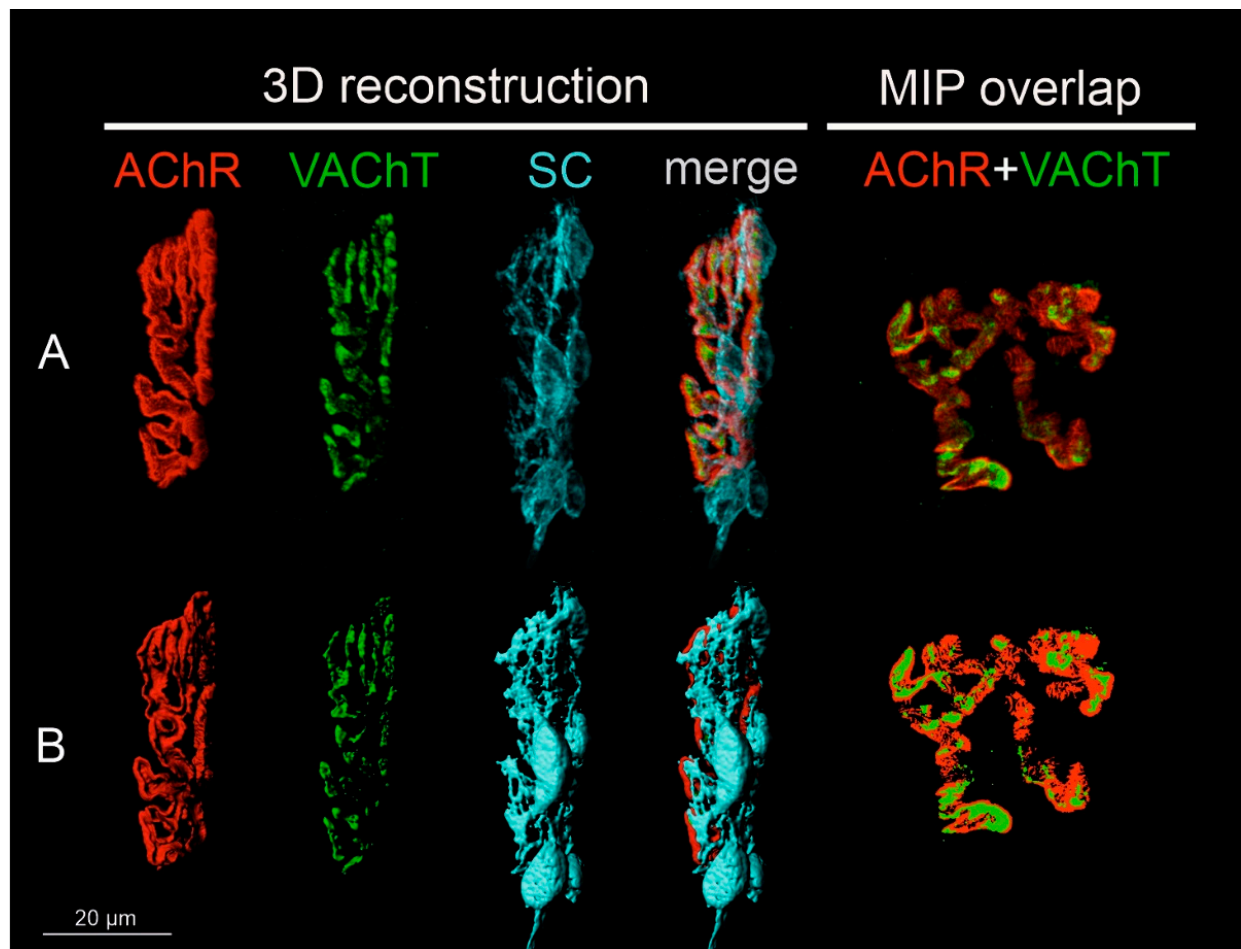 3D reconstruction
MIP overlap
AChR
VAChT
SC
merge
AChR+VAChT
A
B
20 µm